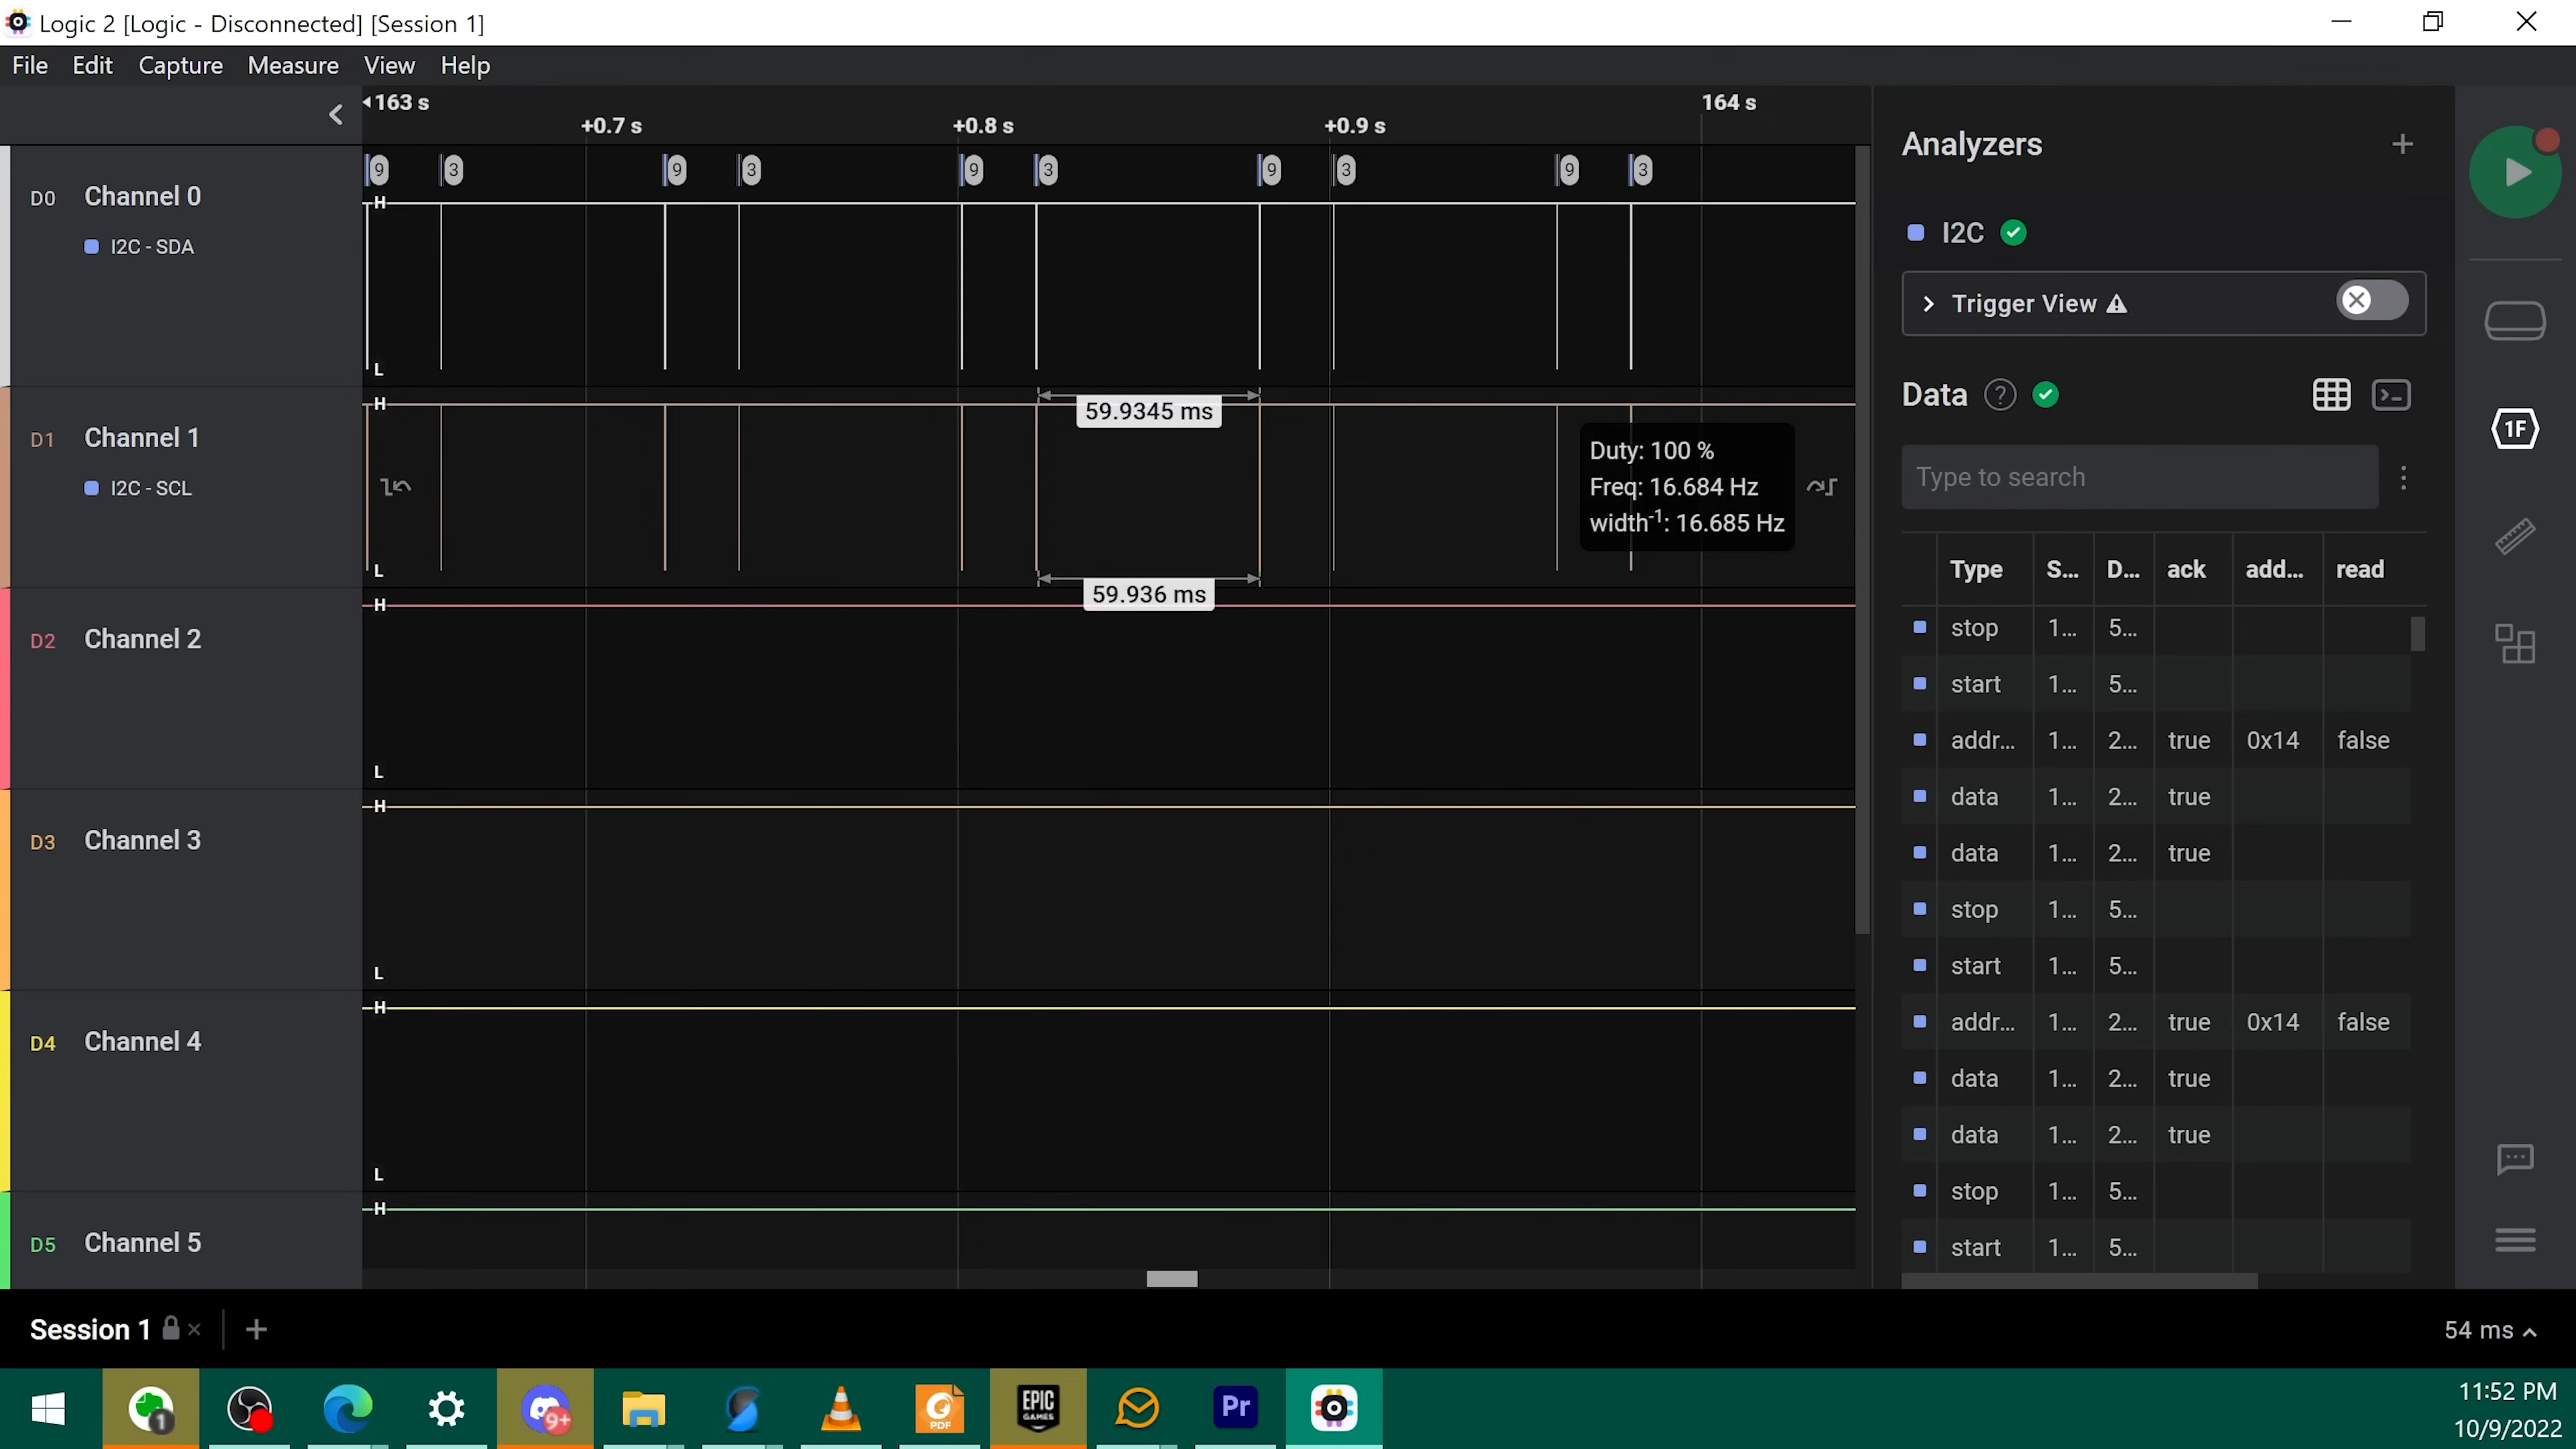 Logic 2 [Logic - Disconnected] [Session 1]
File Edit Capture Measure View Help
163 s
164 s
+0.7 s +0.8 s +0.9 s
9 3 9 3 9 3 9 3 9 3
D0 Channel 0
I2C - SDA
H
L
D1 Channel 1
I2C - SCL
H
L
59.9345 ms
59.936 ms
Duty: 100 %
Freq: 16.684 Hz
width-1: 16.685 Hz
D2 Channel 2
H
L
D3 Channel 3
H
L
D4 Channel 4
H
L
D5 Channel 5
H
Analyzers
I2C
Trigger View
Data ?
Type to search
Type S... D... ack add... read
stop 1... 5...
start 1... 5...
addr... 1... 2... true 0x14 false
data 1... 2... true
data 1... 2... true
stop 1... 5...
start 1... 5...
addr... 1... 2... true 0x14 false
data 1... 2... true
data 1... 2... true
stop 1... 5...
start 1... 5...
1F
Session 1
54 ms
1
9+
PDF
EPIC
GAMES
Pr
11:52 PM
10/9/2022